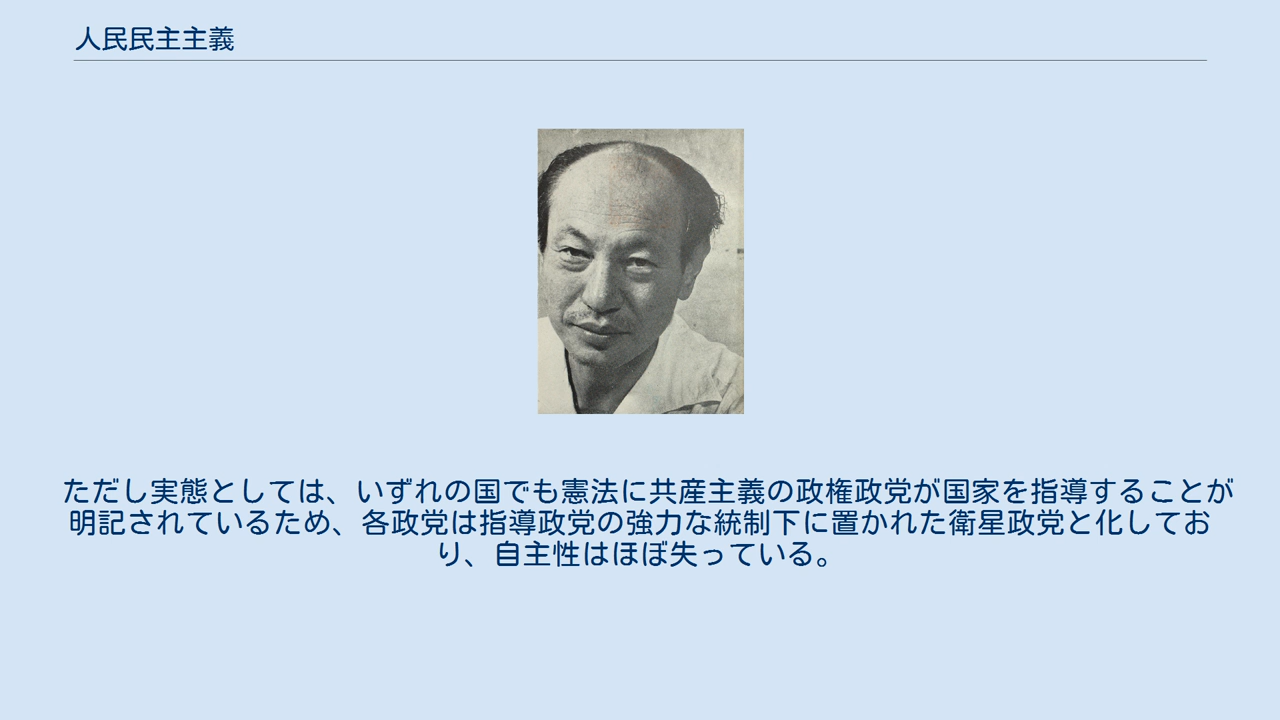 人民民主主義
ただし実態としては、いずれの国でも憲法に共産主義の政権政党が国家を指導することが
明記されているため、各政党は指導政党の強力な統制下に置かれた衛星政党と化してお
り、自主性はほぼ失っている。